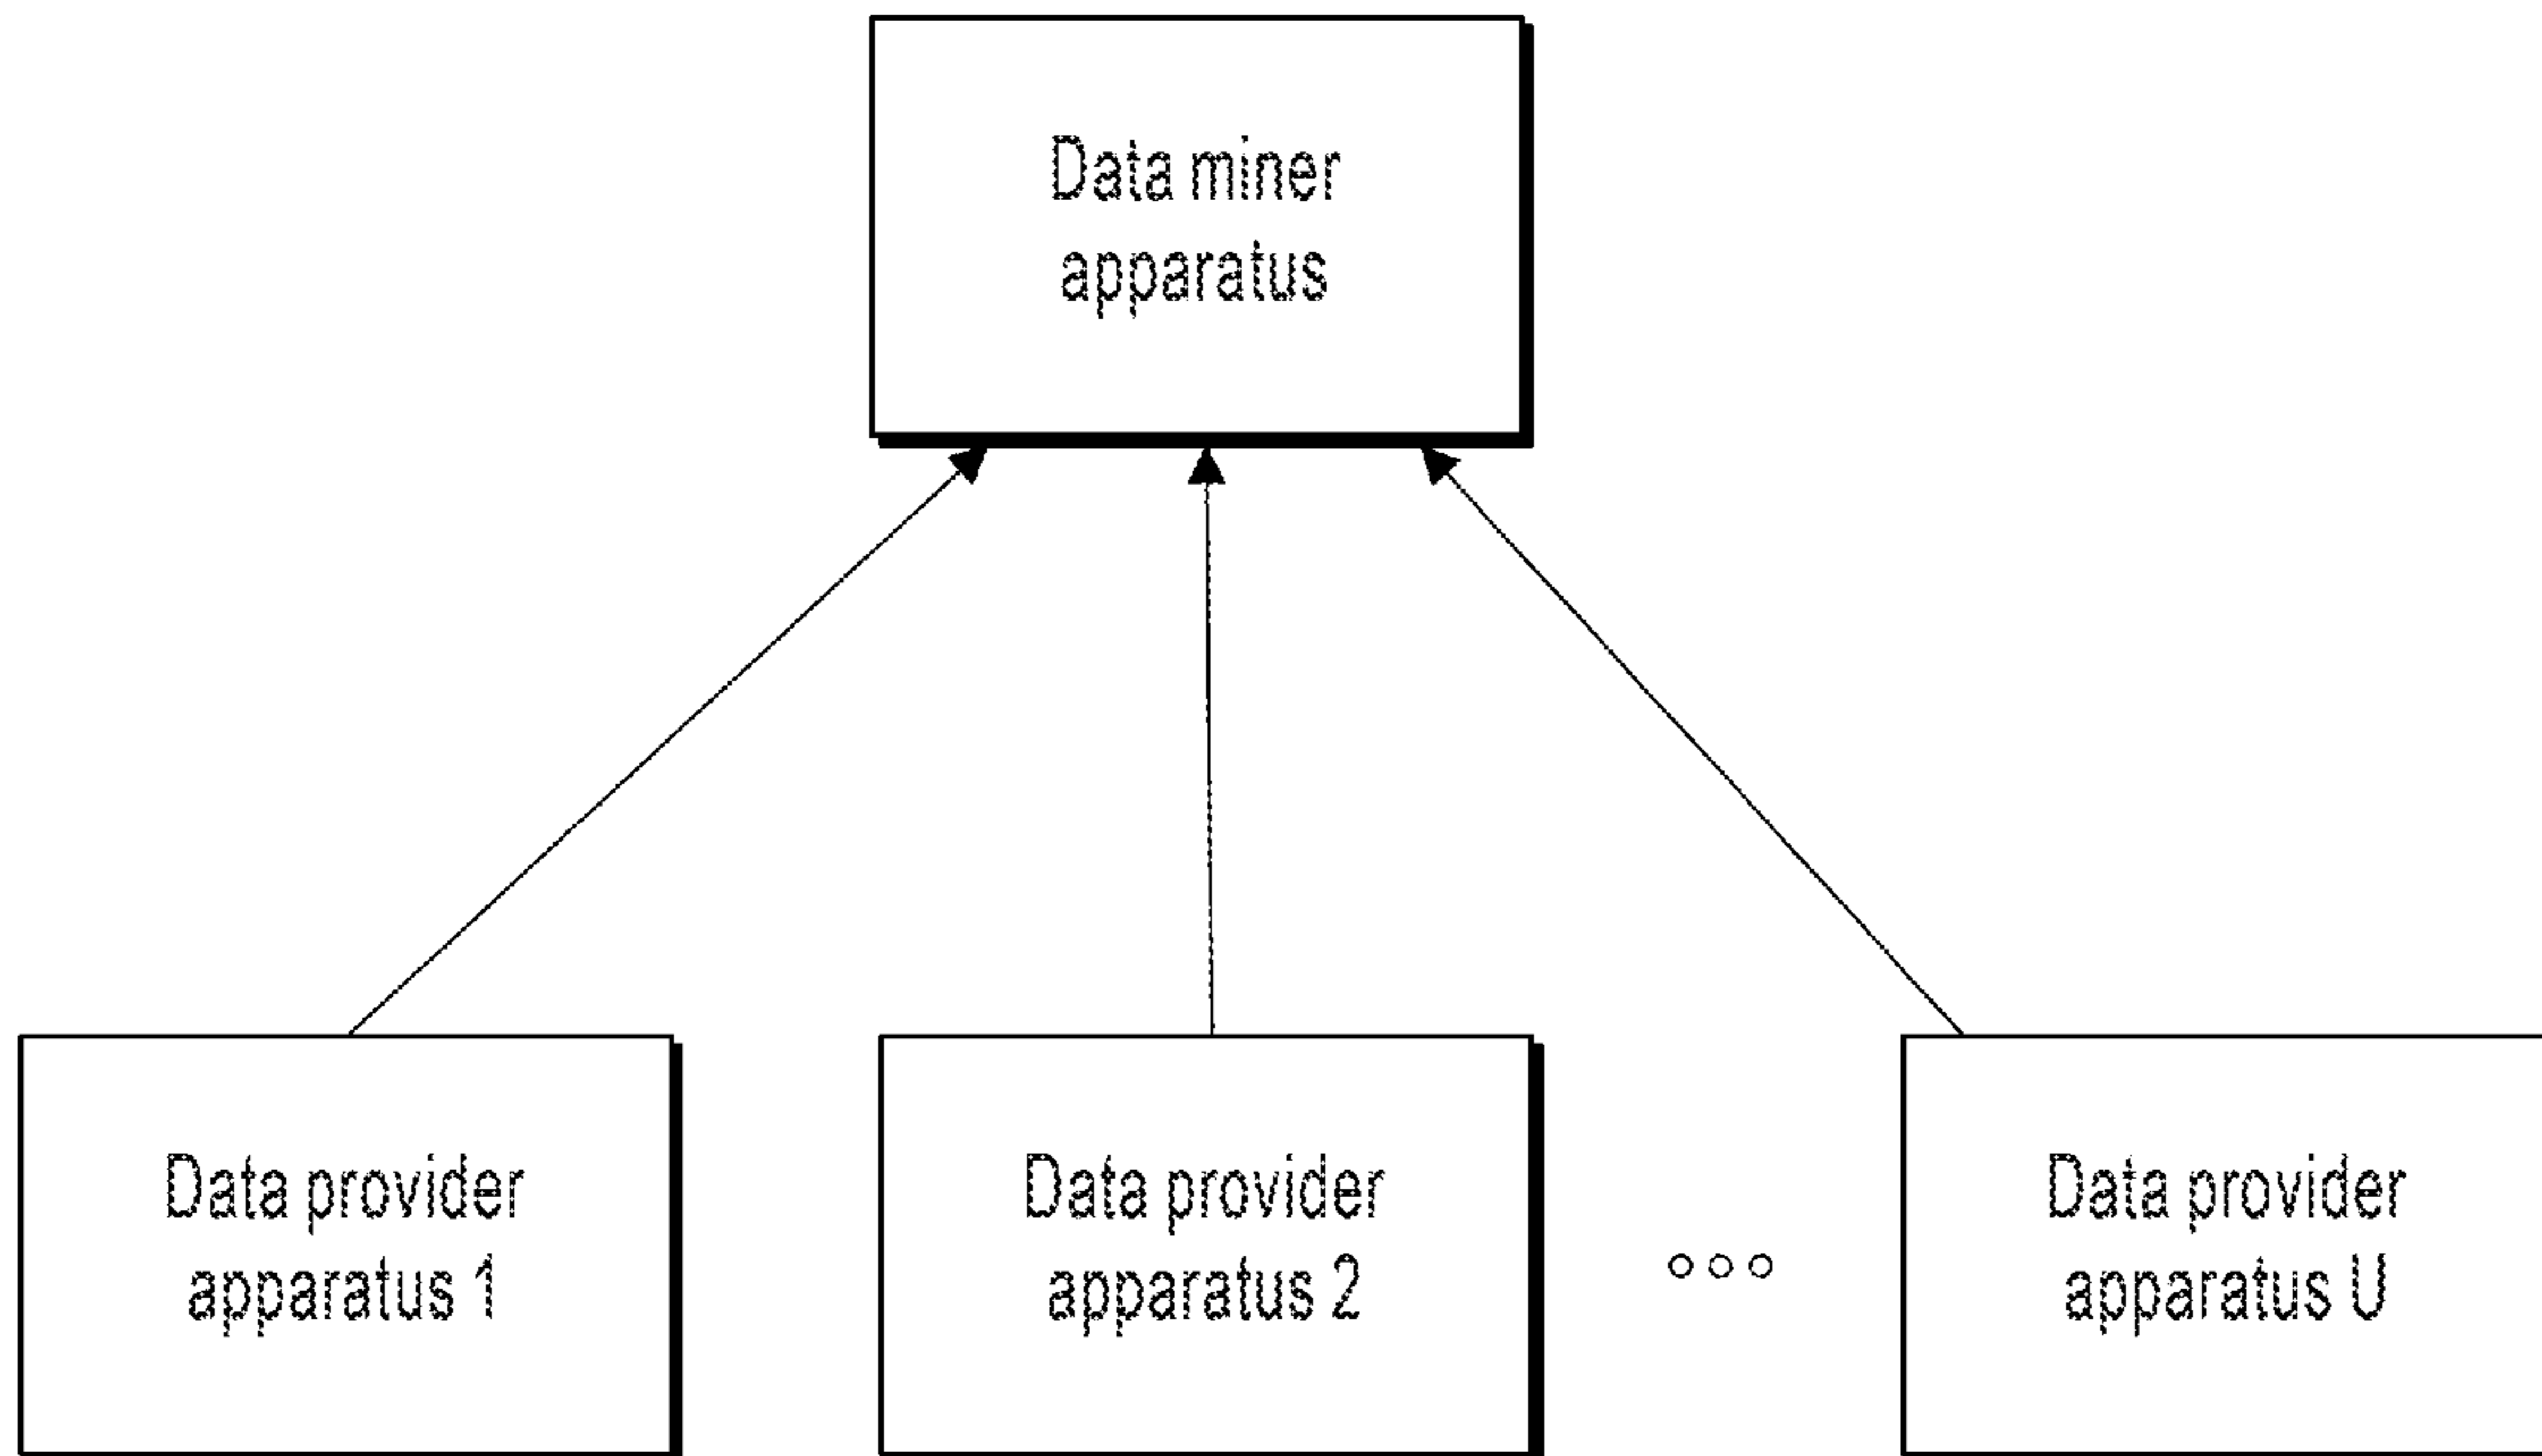 Data miner
apparatus
Data provider
apparatus 1
Data provider
apparatus 2
Data provider
apparatus U